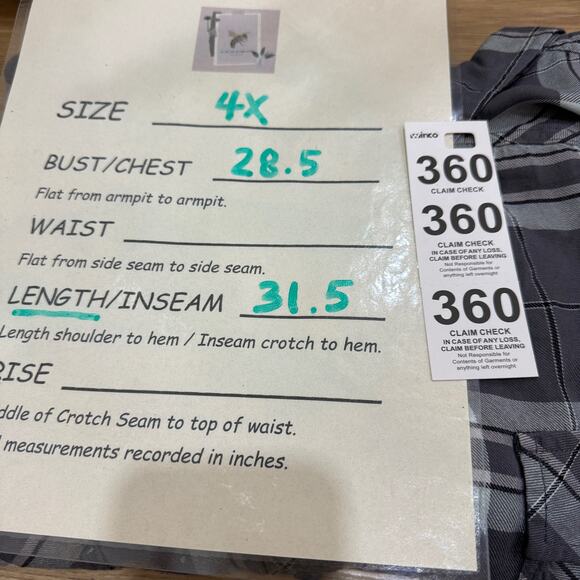 SIZE 4X
BUST/CHEST 28.5
Flat from armpit to armpit.
WAIST
Flat from side seam to side seam.
LENGTH/INSEAM 31.5
Length shoulder to hem / Inseam crotch to hem.
RISE
ddle of Crotch Seam to top of waist.
measurements recorded in inches.
Winco
360
CLAIM CHECK
360
CLAIM CHECK
IN CASE OF ANY LOSS,
CLAIM BEFORE LEAVING
Not Responsible for
Contents of Garments or
anything left overnight
360
CLAIM CHECK
IN CASE OF ANY LOSS,
CLAIM BEFORE LEAVING
Not Responsible for
Contents of Garments or
anything left overnight